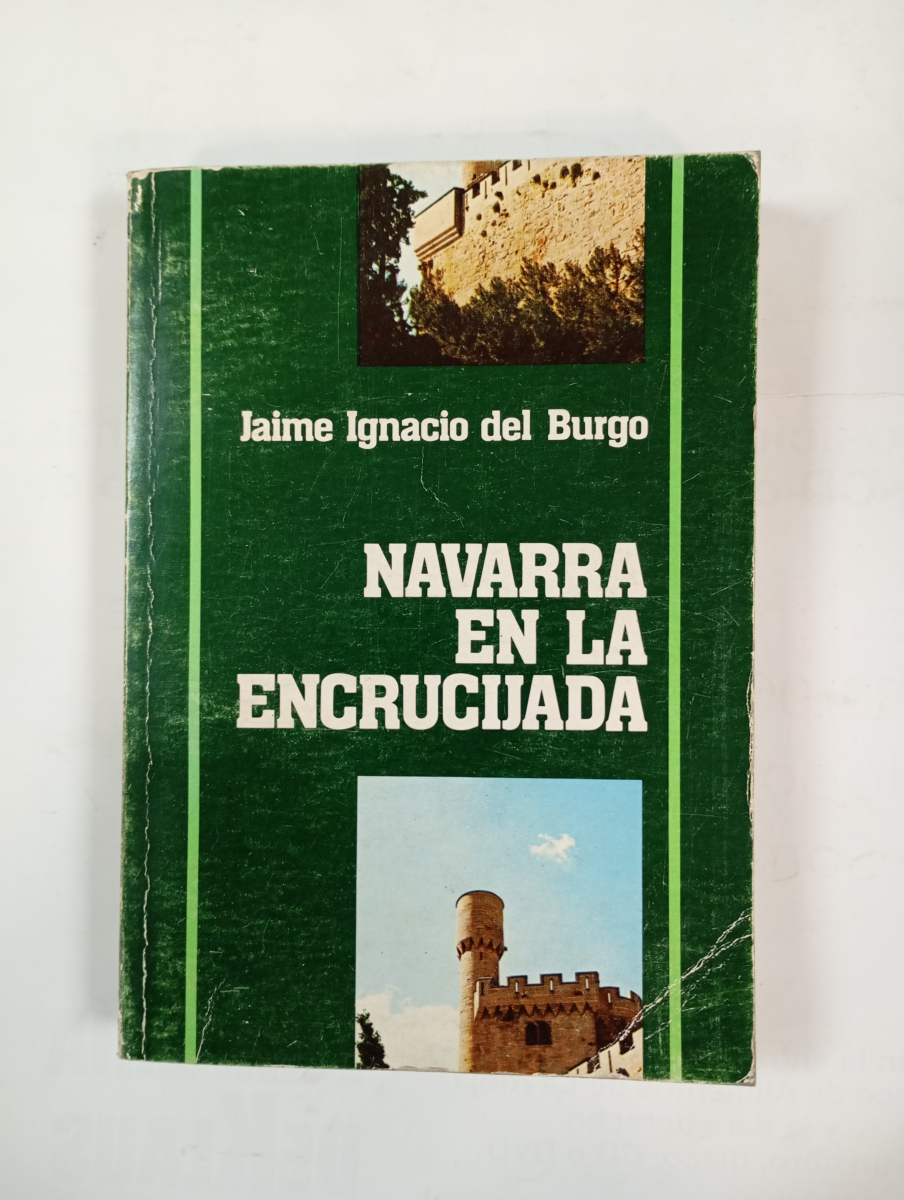 Jaime Ignacio del Burgo
NAVARRA
EN LA
ENCRUCIJADA